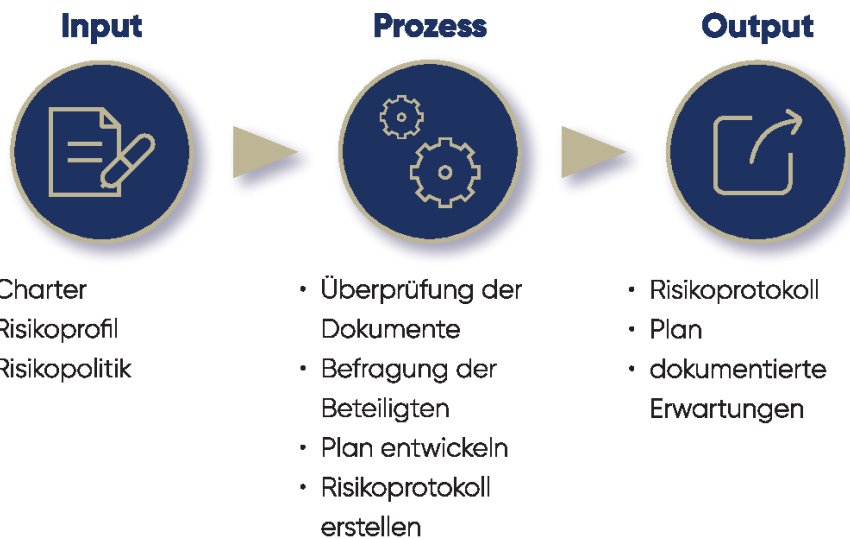 Input
Charter
Risikoprofil
Risikopolitik
Prozess
• Überprüfung der
Dokumente
• Befragung der
Beteiligten
• Plan entwickeln
• Risikoprotokoll
erstellen
Output
• Risikoprotokoll
• Plan
• dokumentierte
Erwartungen